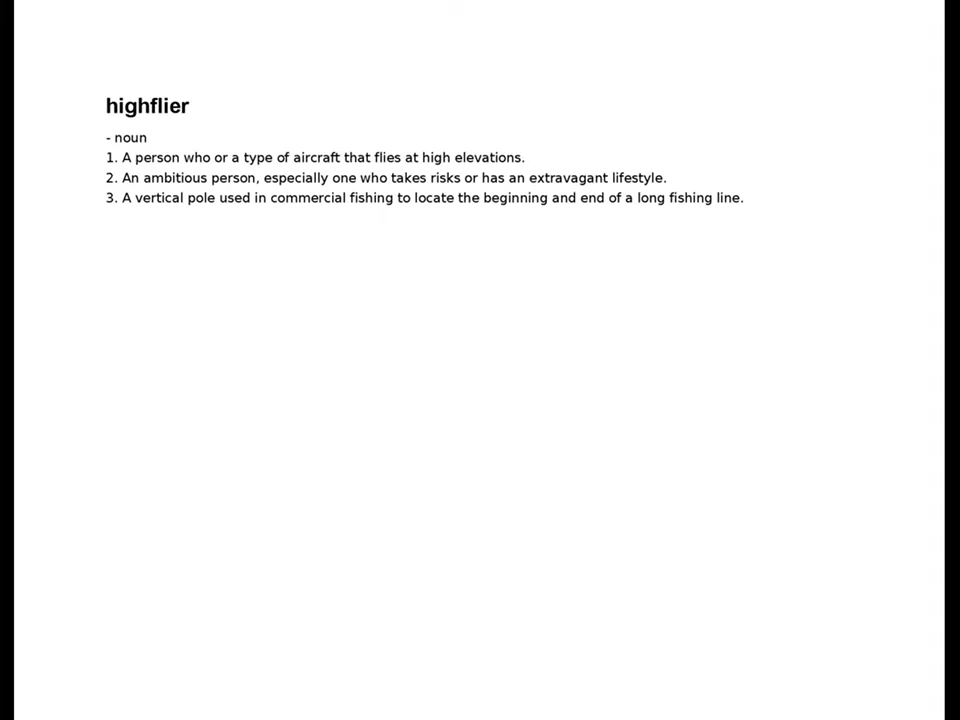 highflier
- noun
1. A person who or a type of aircraft that flies at high elevations.
2. An ambitious person, especially one who takes risks or has an extravagant lifestyle.
3. A vertical pole used in commercial fishing to locate the beginning and end of a long fishing line.